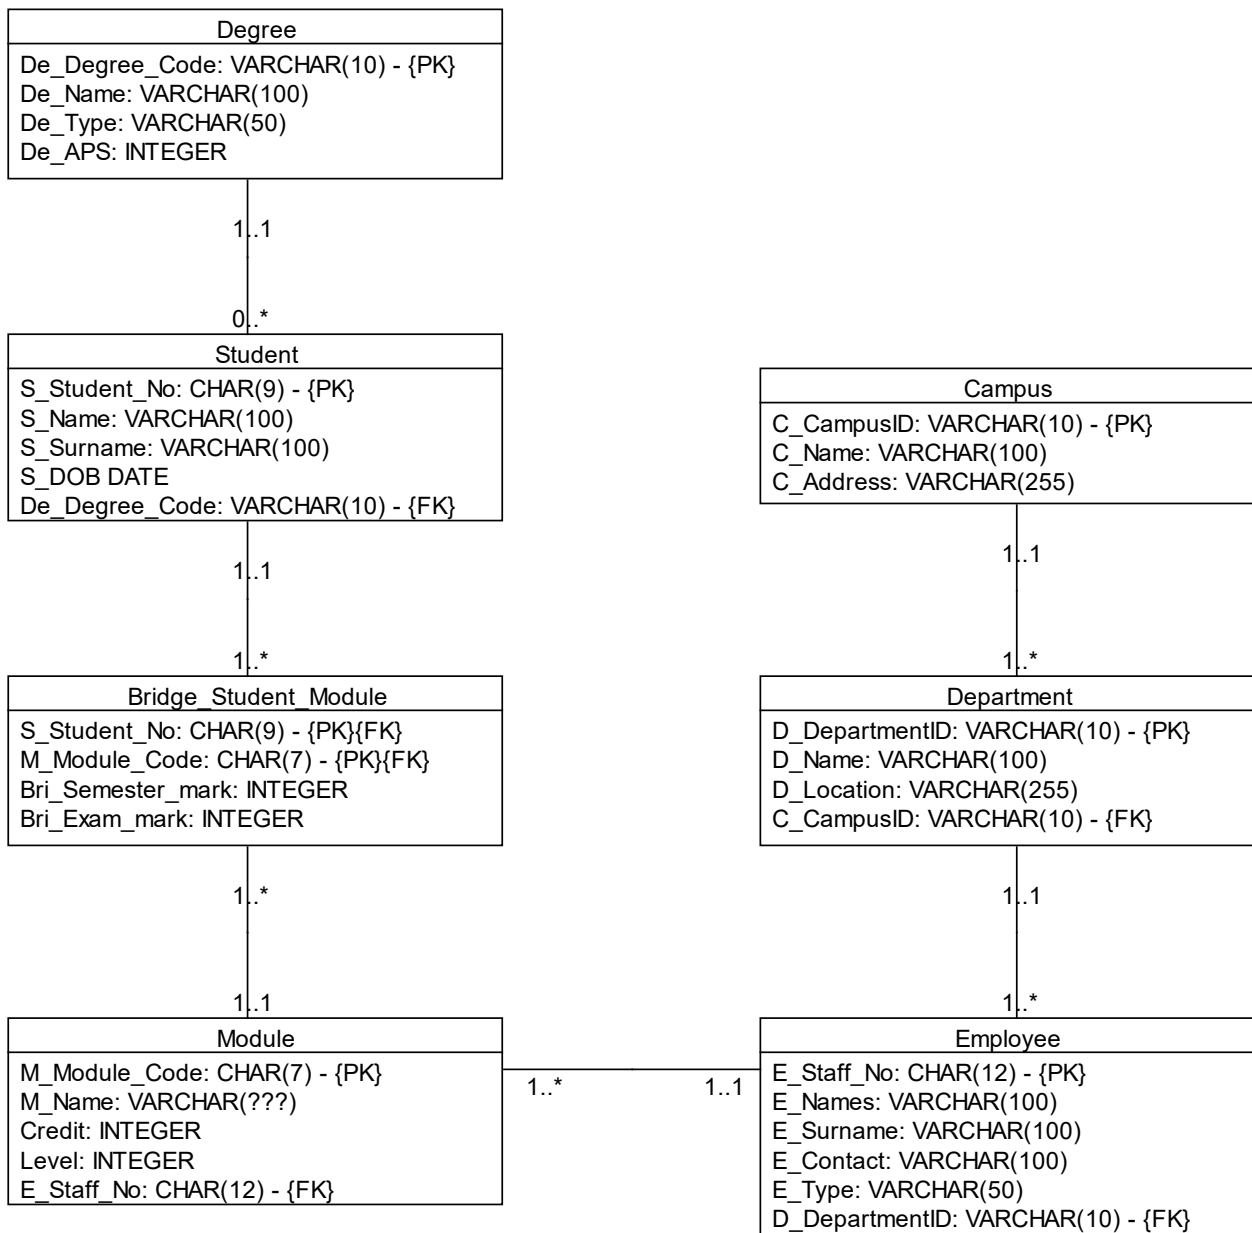 Degree
De_Degree_Code: VARCHAR(10) - {PK}
De_Name: VARCHAR(100)
De_Type: VARCHAR(50)
De_APS: INTEGER
1..1
0..*
Student
S_Student_No: CHAR(9) - {PK}
S_Name: VARCHAR(100)
S_Surname: VARCHAR(100)
S_DOB DATE
De_Degree_Code: VARCHAR(10) - {FK}
1..1
1..*
Bridge_Student_Module
S_Student_No: CHAR(9) - {PK}{FK}
M_Module_Code: CHAR(7) - {PK}{FK}
Bri_Semester_mark: INTEGER
Bri_Exam_mark: INTEGER
1..*
1..1
Module
M_Module_Code: CHAR(7) - {PK}
M_Name: VARCHAR(???)
Credit: INTEGER
Level: INTEGER
E_Staff_No: CHAR(12) - {FK}
1..*
1..1
Campus
C_CampusID: VARCHAR(10) - {PK}
C_Name: VARCHAR(100)
C_Address: VARCHAR(255)
1..1
1..*
Department
D_DepartmentID: VARCHAR(10) - {PK}
D_Name: VARCHAR(100)
D_Location: VARCHAR(255)
C_CampusID: VARCHAR(10) - {FK}
1..1
1..*
Employee
E_Staff_No: CHAR(12) - {PK}
E_Names: VARCHAR(100)
E_Surname: VARCHAR(100)
E_Contact: VARCHAR(100)
E_Type: VARCHAR(50)
D_DepartmentID: VARCHAR(10) - {FK}